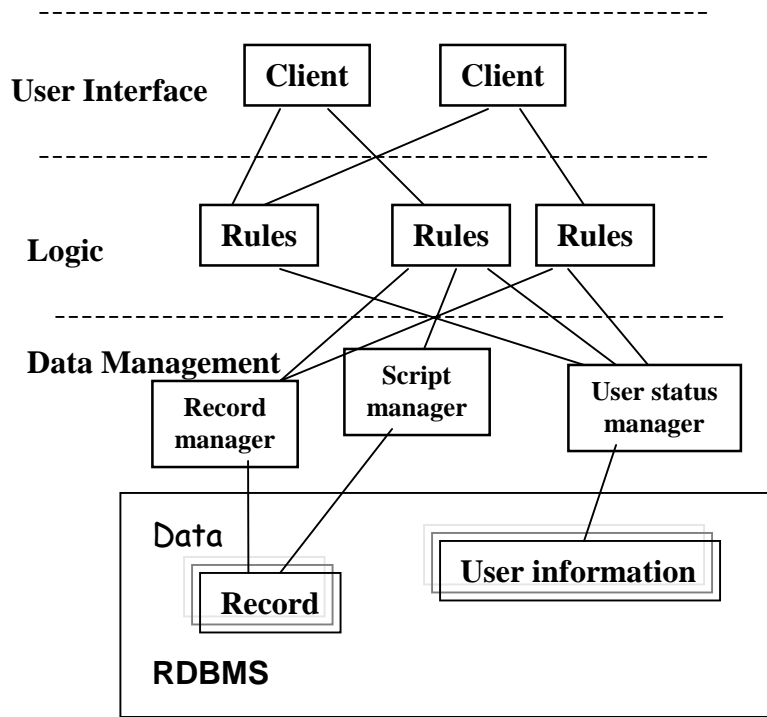 Client
Client
User Interface
Rules
Rules
Rules
Logic
Data Management
Script
manager
Record
manager
User status
manager
Data
User information
Record
RDBMS